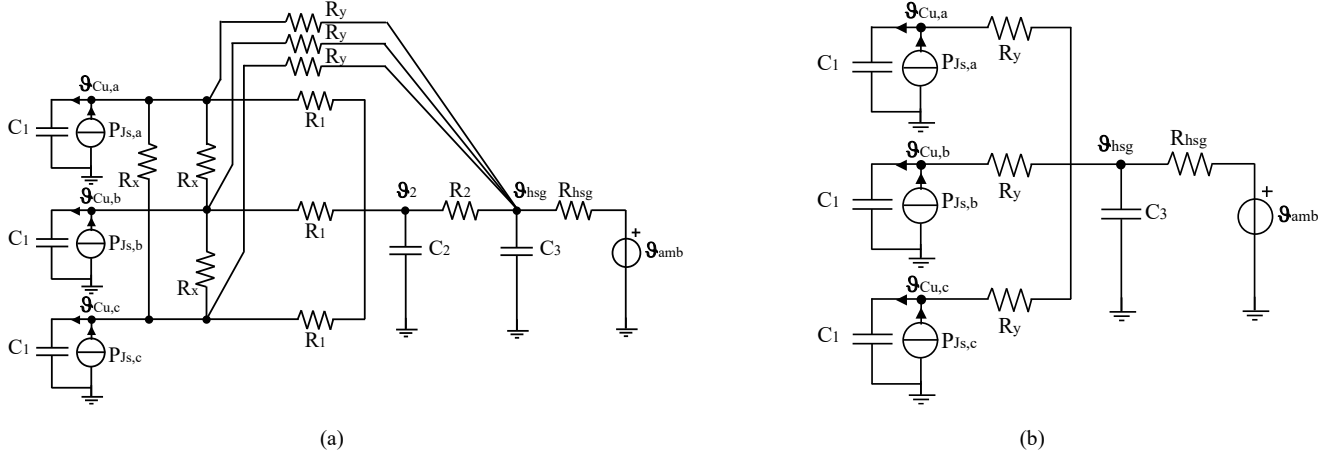 Ry
Ry
Ry
ϑCu,a
C1
PJs,a
R1
Rx
Rx
ϑCu,b
C1
PJs,b
R1
ϑ2
R2
ϑhsg
Rhsg
C2
C3
+
ϑamb
Rx
ϑCu,c
C1
PJs,c
R1
(a)
ϑCu,a
C1
PJs,a
Ry
ϑCu,b
C1
PJs,b
Ry
ϑhsg
Rhsg
C3
+
ϑamb
ϑCu,c
C1
PJs,c
Ry
(b)